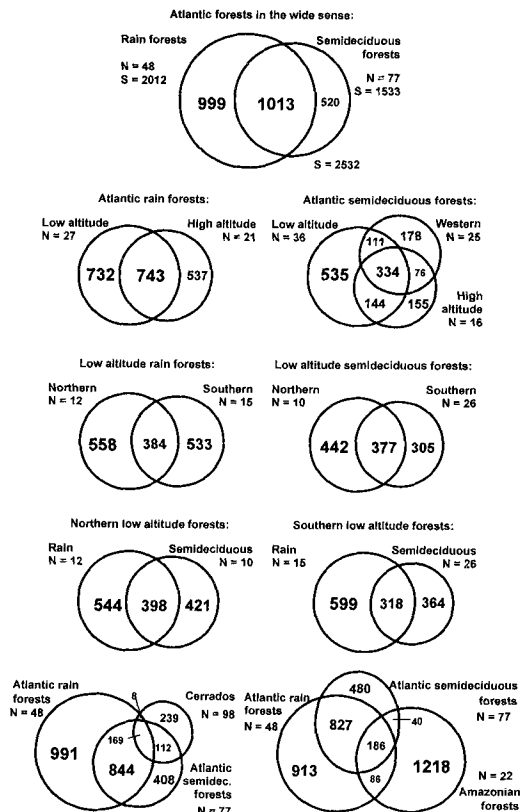 Atlantic forests in the wide sense:
Rain forests
N = 48
S = 2012
Semideciduous
forests
N = 77
S = 1533
999
1013
520
S = 2532
Atlantic rain forests:
Low altitude
N = 27
High altitude
N = 21
732
743
537
Atlantic semideciduous forests:
Low altitude
N = 36
Western
N = 25
111
178
535
334
76
144
155
High
altitude
N = 16
Low altitude rain forests:
Northern
N = 12
Southern
N = 15
558
384
533
Low altitude semideciduous forests:
Northern
N = 10
Southern
N = 26
442
377
305
Northern low altitude forests:
Rain
N = 12
Semideciduous
N = 10
544
398
421
Southern low altitude forests:
Rain
N = 15
Semideciduous
N = 26
599
318
364
Atlantic rain
forests
N = 48
8
Cerrados
N = 98
239
169
112
991
844
408
Atlantic
semidec.
forests
N = 77
Atlantic rain
forests
N = 48
480
Atlantic semideciduous
forests
N = 77
827
40
186
913
86
1218
N = 22
Amazonian
forests